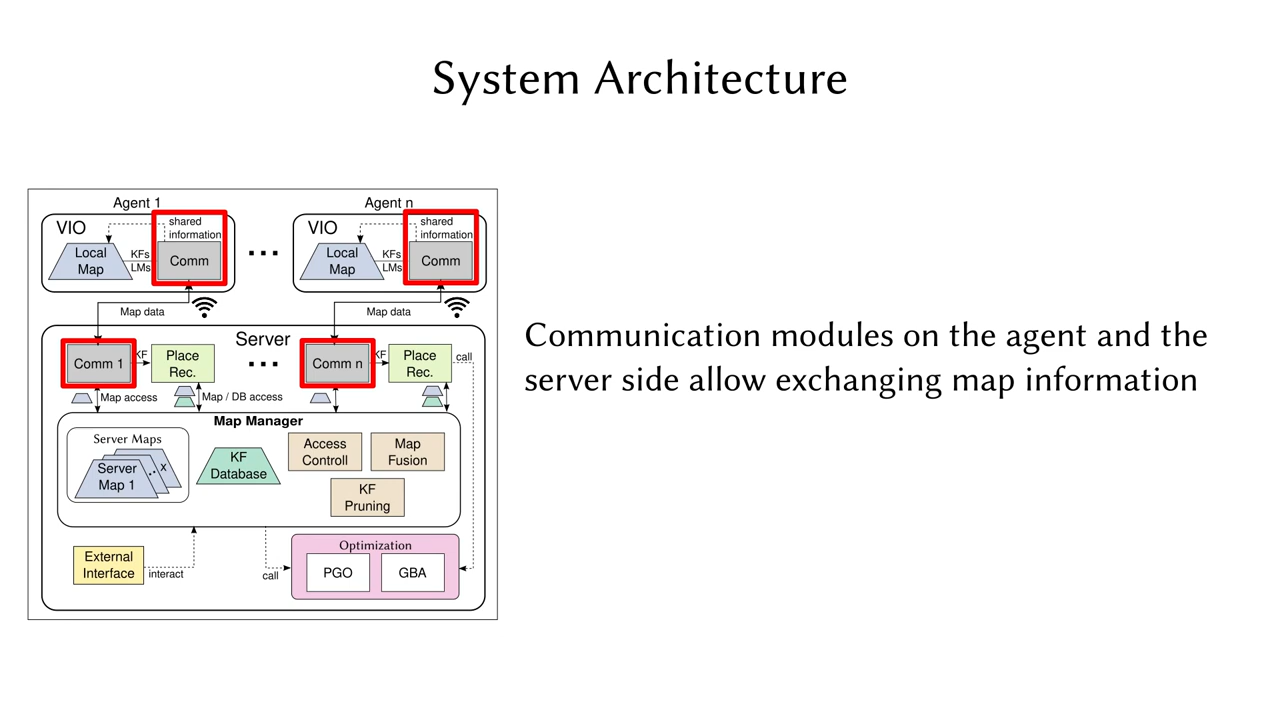 System Architecture
Agent 1
Agent n
VIO
shared
information
Local
Map
KFs
LMs
Comm
...
VIO
shared
information
Local
Map
KFs
LMs
Comm
Map data
Map data
Server
Comm 1
KF
Place
Rec.
...
Comm n
KF
Place
Rec.
call
Map access
Map / DB access
Map Manager
Server Maps
Server
Map 1
.. x
KF
Database
Access
Controll
Map
Fusion
KF
Pruning
External
Interface
interact
call
Optimization
PGO
GBA
Communication modules on the agent and the
server side allow exchanging map information